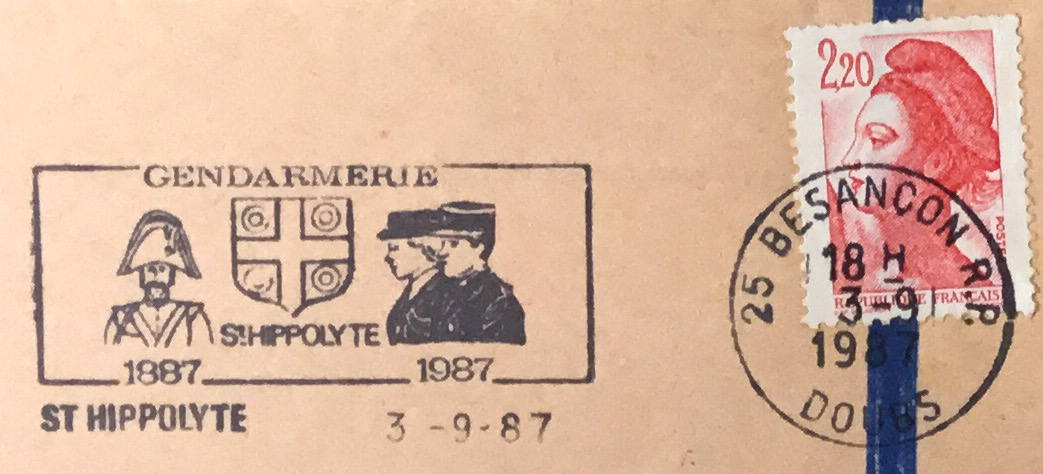 GENDARMERIE
ST HIPPOLYTE
1887 1987
ST HIPPOLYTE 3-9-87
2,20
POSTES
REPUBLIQUE FRANCAISE
25 BESANCON R.P.
18 H
3-9
1987
DOUBS